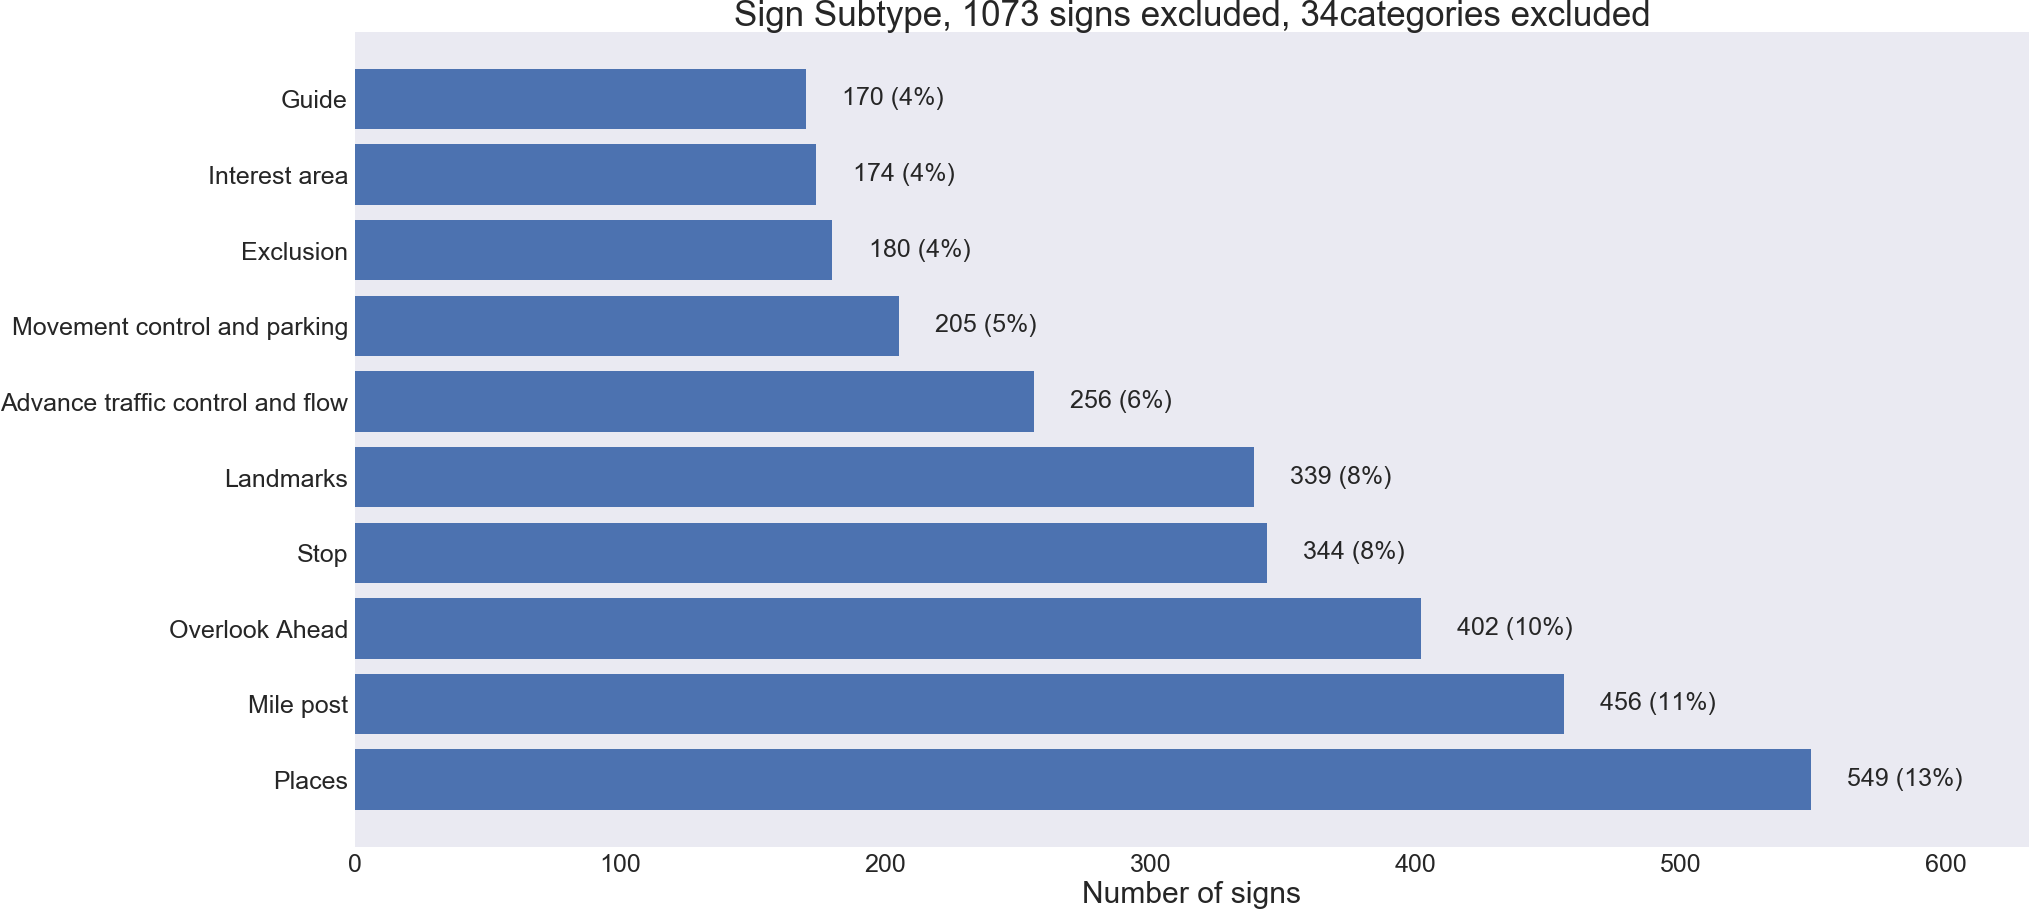 Sign Subtype, 1073 signs excluded, 34categories excluded
Guide 170 (4%)
Interest area 174 (4%)
Exclusion 180 (4%)
Movement control and parking 205 (5%)
Advance traffic control and flow 256 (6%)
Landmarks 339 (8%)
Stop 344 (8%)
Overlook Ahead 402 (10%)
Mile post 456 (11%)
Places 549 (13%)
0 100 200 300 400 500 600
Number of signs